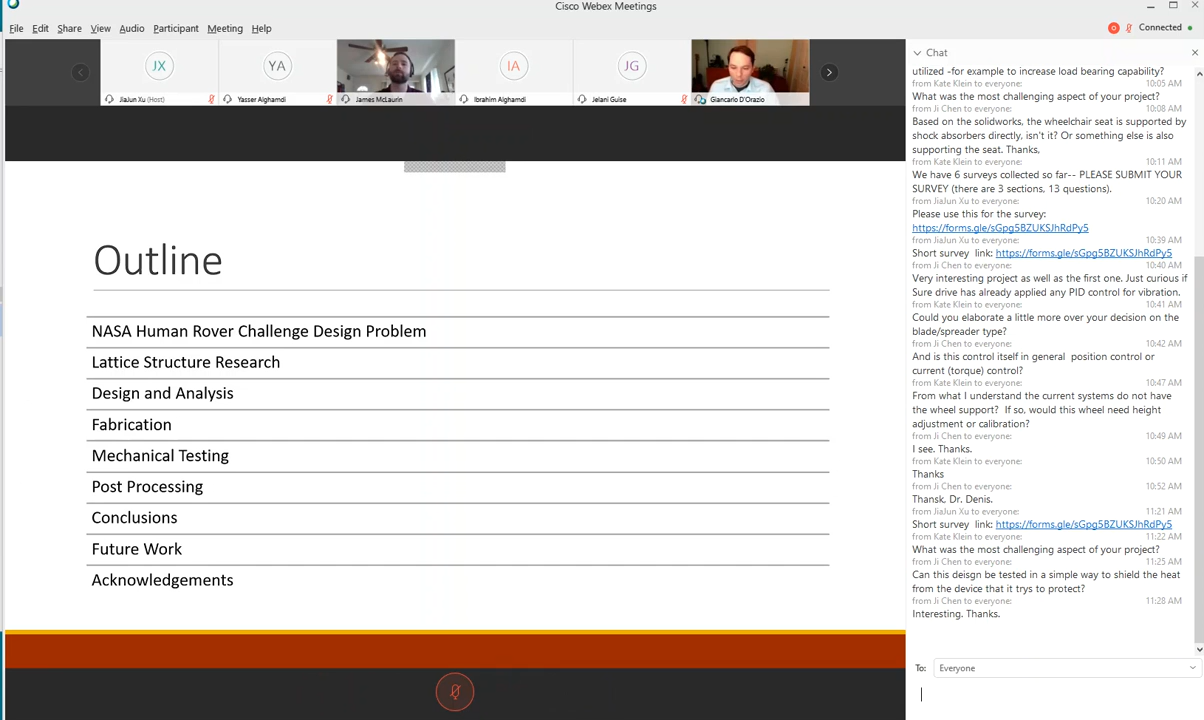 Cisco Webex Meetings
File Edit Share View Audio Participant Meeting Help
Connected
JX
YA
IA
JG
JiaJun Xu (Host)
Yasser Alghamdi
James McLaurin
Ibrahim Alghamdi
Jelani Guise
Giancarlo D'Orazio
Outline
NASA Human Rover Challenge Design Problem
Lattice Structure Research
Design and Analysis
Fabrication
Mechanical Testing
Post Processing
Conclusions
Future Work
Acknowledgements
Chat
utilized -for example to increase load bearing capability?
from Kate Klein to everyone: 10:05 AM
What was the most challenging aspect of your project?
from Ji Chen to everyone: 10:08 AM
Based on the solidworks, the wheelchair seat is supported by
shock absorbers directly, isn't it? Or something else is also
supporting the seat. Thanks,
from Kate Klein to everyone: 10:11 AM
We have 6 surveys collected so far-- PLEASE SUBMIT YOUR
SURVEY (there are 3 sections, 13 questions).
from JiaJun Xu to everyone: 10:20 AM
Please use this for the survey:
https://forms.gle/sGpg5BZUKSJhRdPy5
from JiaJun Xu to everyone: 10:39 AM
Short survey link: https://forms.gle/sGpg5BZUKSJhRdPy5
from Ji Chen to everyone: 10:40 AM
Very interesting project as well as the first one. Just curious if
Sure drive has already applied any PID control for vibration.
from Kate Klein to everyone: 10:41 AM
Could you elaborate a little more over your decision on the
blade/spreader type?
from Ji Chen to everyone: 10:42 AM
And is this control itself in general position control or
current (torque) control?
from Kate Klein to everyone: 10:47 AM
From what I understand the current systems do not have
the wheel support? If so, would this wheel need height
adjustment or calibration?
from Ji Chen to everyone: 10:49 AM
I see. Thanks.
from Kate Klein to everyone: 10:50 AM
Thanks
from Ji Chen to everyone: 10:52 AM
Thansk, Dr. Denis.
from JiaJun Xu to everyone: 11:21 AM
Short survey link: https://forms.gle/sGpg5BZUKSJhRdPy5
from Kate Klein to everyone: 11:22 AM
What was the most challenging aspect of your project?
from Ji Chen to everyone: 11:25 AM
Can this deisgn be tested in a simple way to shield the heat
from the device that it trys to protect?
from Ji Chen to everyone: 11:28 AM
Interesting. Thanks.
To: Everyone